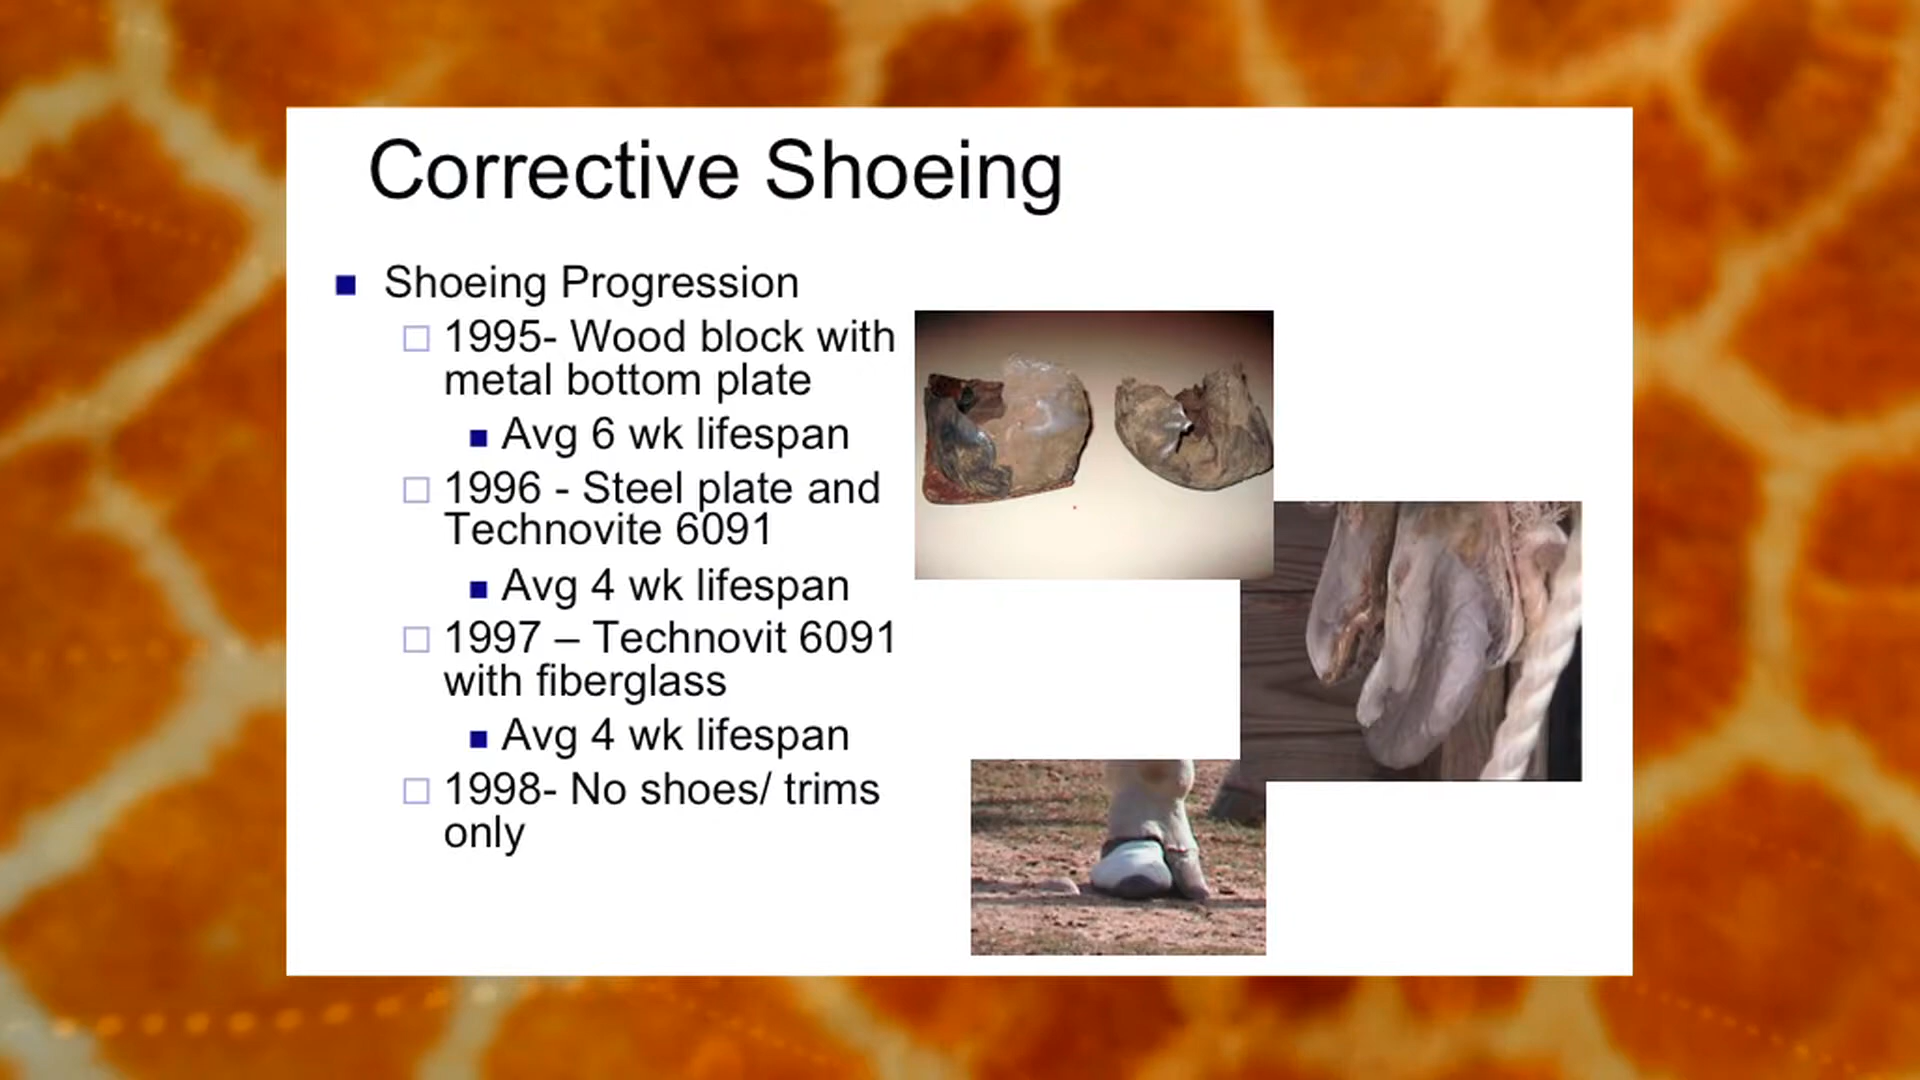 Corrective Shoeing
Shoeing Progression
1995- Wood block with
metal bottom plate
Avg 6 wk lifespan
1996 - Steel plate and
Technovite 6091
Avg 4 wk lifespan
1997 – Technovit 6091
with fiberglass
Avg 4 wk lifespan
1998- No shoes/ trims
only